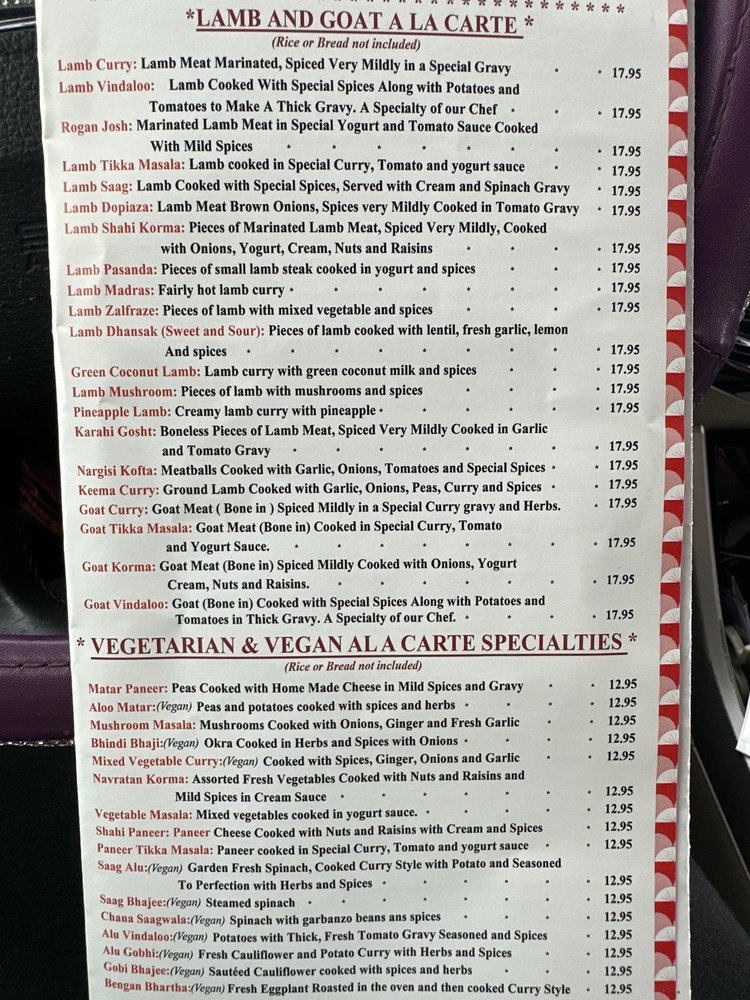 *LAMB AND GOAT A LA CARTE *
(Rice or Bread not included)
Lamb Curry: Lamb Meat Marinated, Spiced Very Mildly in a Special Gravy 17.95
Lamb Vindaloo: Lamb Cooked With Special Spices Along with Potatoes and
Tomatoes to Make A Thick Gravy. A Specialty of our Chef 17.95
Rogan Josh: Marinated Lamb Meat in Special Yogurt and Tomato Sauce Cooked
With Mild Spices 17.95
Lamb Tikka Masala: Lamb cooked in Special Curry, Tomato and yogurt sauce 17.95
Lamb Saag: Lamb Cooked with Special Spices, Served with Cream and Spinach Gravy 17.95
Lamb Dopiaza: Lamb Meat Brown Onions, Spices very Mildly Cooked in Tomato Gravy 17.95
Lamb Shahi Korma: Pieces of Marinated Lamb Meat, Spiced Very Mildly, Cooked
with Onions, Yogurt, Cream, Nuts and Raisins 17.95
Lamb Pasanda: Pieces of small lamb steak cooked in yogurt and spices 17.95
Lamb Madras: Fairly hot lamb curry 17.95
Lamb Zalfraze: Pieces of lamb with mixed vegetable and spices 17.95
Lamb Dhansak (Sweet and Sour): Pieces of lamb cooked with lentil, fresh garlic, lemon
And spices 17.95
Green Coconut Lamb: Lamb curry with green coconut milk and spices 17.95
Lamb Mushroom: Pieces of lamb with mushrooms and spices 17.95
Pineapple Lamb: Creamy lamb curry with pineapple 17.95
Karahi Gosht: Boneless Pieces of Lamb Meat, Spiced Very Mildly Cooked in Garlic
and Tomato Gravy 17.95
Nargisi Kofta: Meatballs Cooked with Garlic, Onions, Tomatoes and Special Spices 17.95
Keema Curry: Ground Lamb Cooked with Garlic, Onions, Peas, Curry and Spices 17.95
Goat Curry: Goat Meat ( Bone in ) Spiced Mildly in a Special Curry gravy and Herbs. 17.95
Goat Tikka Masala: Goat Meat (Bone in) Cooked in Special Curry, Tomato
and Yogurt Sauce. 17.95
Goat Korma: Goat Meat (Bone in) Spiced Mildly Cooked with Onions, Yogurt
Cream, Nuts and Raisins. 17.95
Goat Vindaloo: Goat (Bone in) Cooked with Special Spices Along with Potatoes and
Tomatoes in Thick Gravy. A Specialty of our Chef. 17.95
* VEGETARIAN & VEGAN AL A CARTE SPECIALTIES *
(Rice or Bread not included)
Matar Paneer: Peas Cooked with Home Made Cheese in Mild Spices and Gravy 12.95
Aloo Matar:(Vegan) Peas and potatoes cooked with spices and herbs 12.95
Mushroom Masala: Mushrooms Cooked with Onions, Ginger and Fresh Garlic 12.95
Bhindi Bhaji:(Vegan) Okra Cooked in Herbs and Spices with Onions 12.95
Mixed Vegetable Curry:(Vegan) Cooked with Spices, Ginger, Onions and Garlic 12.95
Navratan Korma: Assorted Fresh Vegetables Cooked with Nuts and Raisins and
Mild Spices in Cream Sauce 12.95
Vegetable Masala: Mixed vegetables cooked in yogurt sauce. 12.95
Shahi Paneer: Paneer Cheese Cooked with Nuts and Raisins with Cream and Spices 12.95
Paneer Tikka Masala: Paneer cooked in Special Curry, Tomato and yogurt sauce 12.95
Saag Alu:(Vegan) Garden Fresh Spinach, Cooked Curry Style with Potato and Seasoned
To Perfection with Herbs and Spices 12.95
Saag Bhajee:(Vegan) Steamed spinach 12.95
Chana Saagwala:(Vegan) Spinach with garbanzo beans ans spices 12.95
Alu Vindaloo:(Vegan) Potatoes with Thick, Fresh Tomato Gravy Seasoned and Spices 12.95
Alu Gobhi:(Vegan) Fresh Cauliflower and Potato Curry with Herbs and Spices 12.95
Gobi Bhajee:(Vegan) Sautéed Cauliflower cooked with spices and herbs 12.95
Bengan Bhartha:(Vegan) Fresh Eggplant Roasted in the oven and then cooked Curry Style 12.95